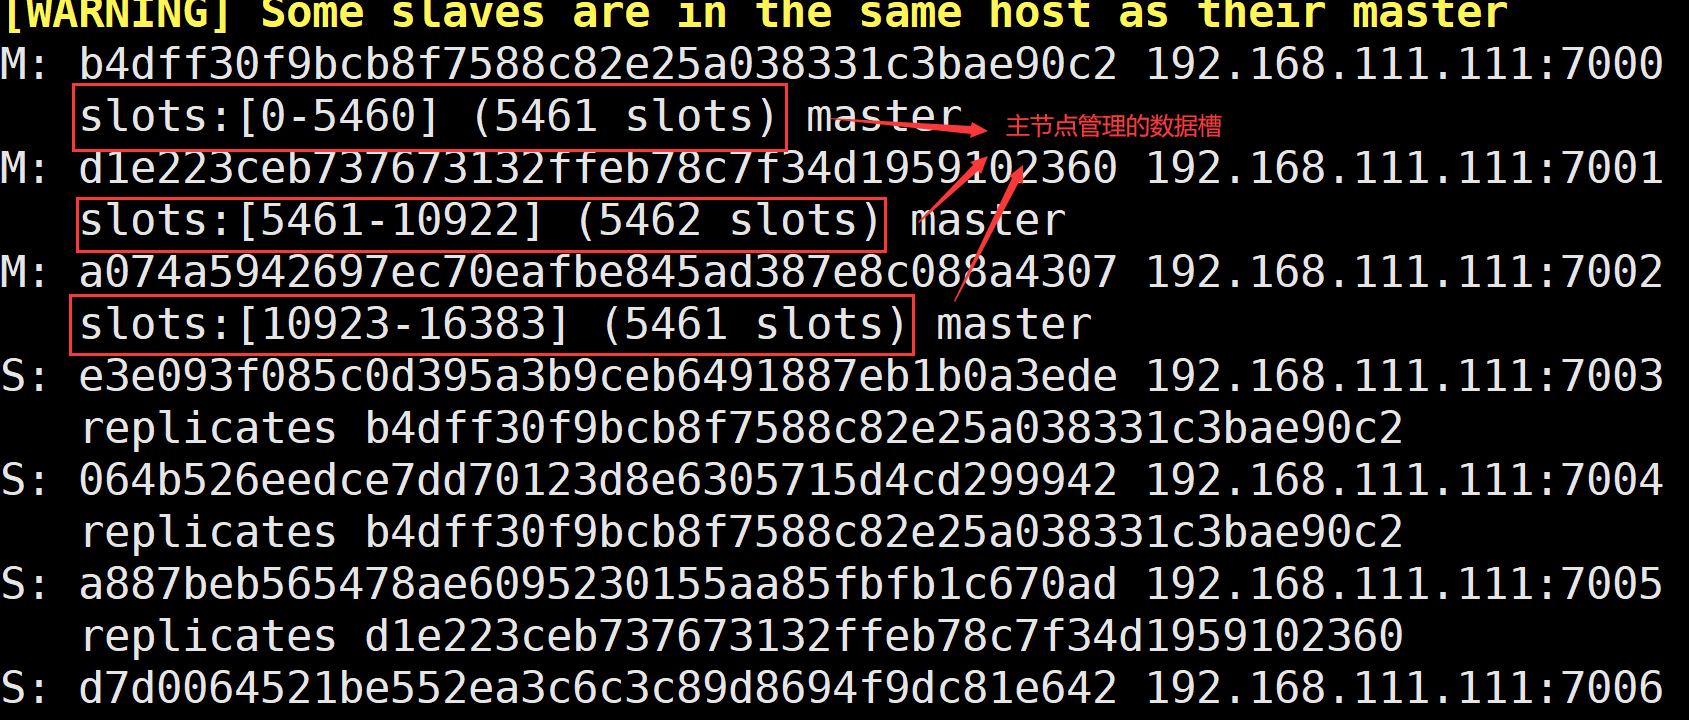 [WARNING] Some slaves are in the same host as their master
M: b4dff30f9bcb8f7588c82e25a038331c3bae90c2 192.168.111.111:7000
slots:[0-5460] (5461 slots) master
主节点管理的数据槽
M: d1e223ceb737673132ffeb78c7f34d1959102360 192.168.111.111:7001
slots:[5461-10922] (5462 slots) master
M: a074a5942697ec70eafbe845ad387e8c088a4307 192.168.111.111:7002
slots:[10923-16383] (5461 slots) master
S: e3e093f085c0d395a3b9ceb6491887eb1b0a3ede 192.168.111.111:7003
replicates b4dff30f9bcb8f7588c82e25a038331c3bae90c2
S: 064b526eedce7dd70123d8e6305715d4cd299942 192.168.111.111:7004
replicates b4dff30f9bcb8f7588c82e25a038331c3bae90c2
S: a887beb565478ae6095230155aa85fbfb1c670ad 192.168.111.111:7005
replicates d1e223ceb737673132ffeb78c7f34d1959102360
S: d7d0064521be552ea3c6c3c89d8694f9dc81e642 192.168.111.111:7006